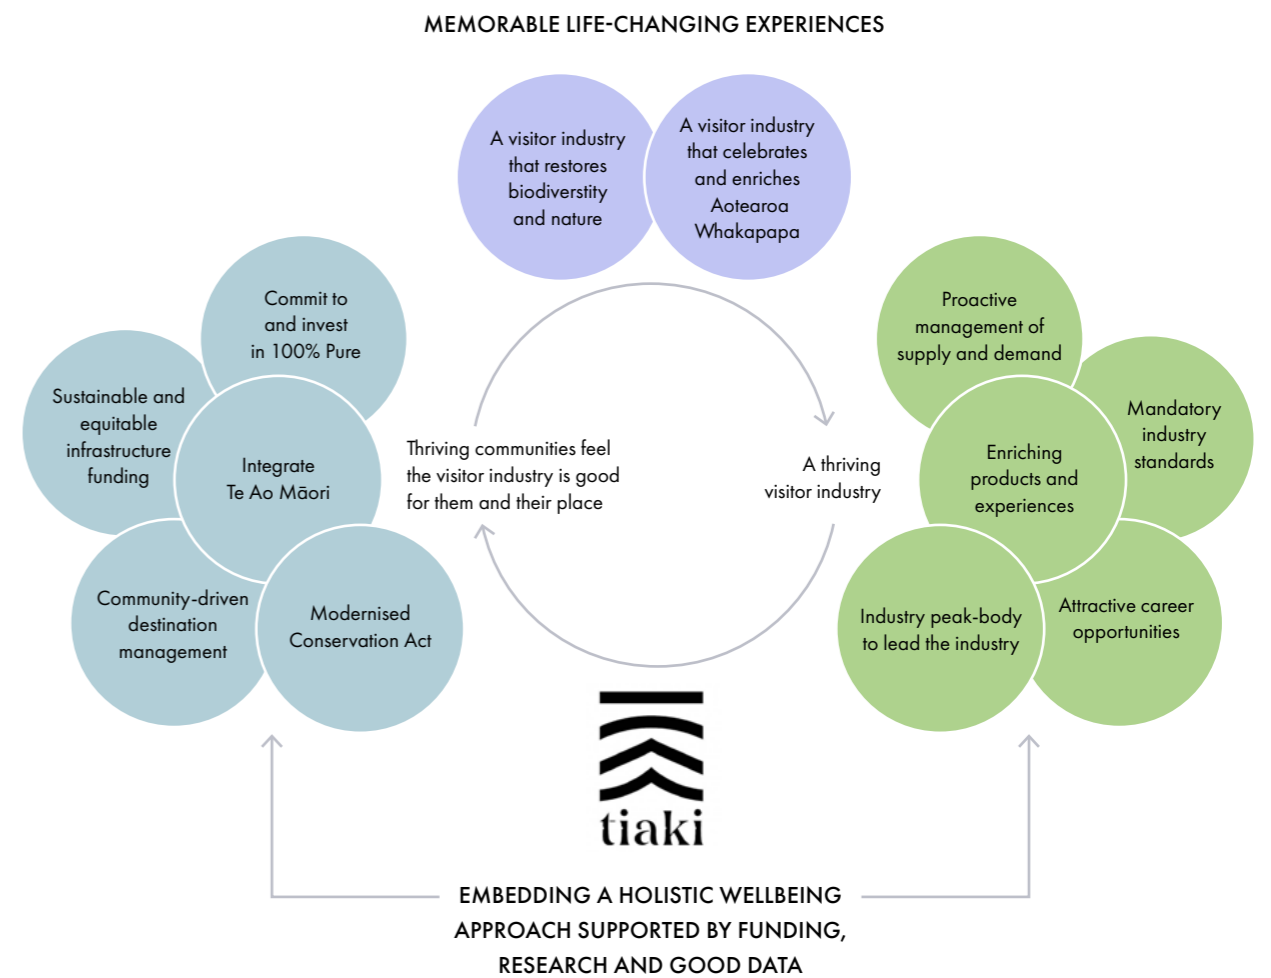 MEMORABLE LIFE-CHANGING EXPERIENCES
A visitor industry
that restores
biodiverstity
and nature
A visitor industry
that celebrates
and enriches
Aotearoa
Whakapapa
Commit to
and invest
in 100% Pure
Sustainable and
equitable
infrastructure
funding
Integrate
Te Ao Māori
Community-driven
destination
management
Modernised
Conservation Act
Thriving communities feel
the visitor industry is good
for them and their place
A thriving
visitor industry
Proactive
management of
supply and demand
Mandatory
industry
standards
Enriching
products and
experiences
Industry peak-body
to lead the industry
Attractive career
opportunities
tiaki
EMBEDDING A HOLISTIC WELLBEING
APPROACH SUPPORTED BY FUNDING,
RESEARCH AND GOOD DATA